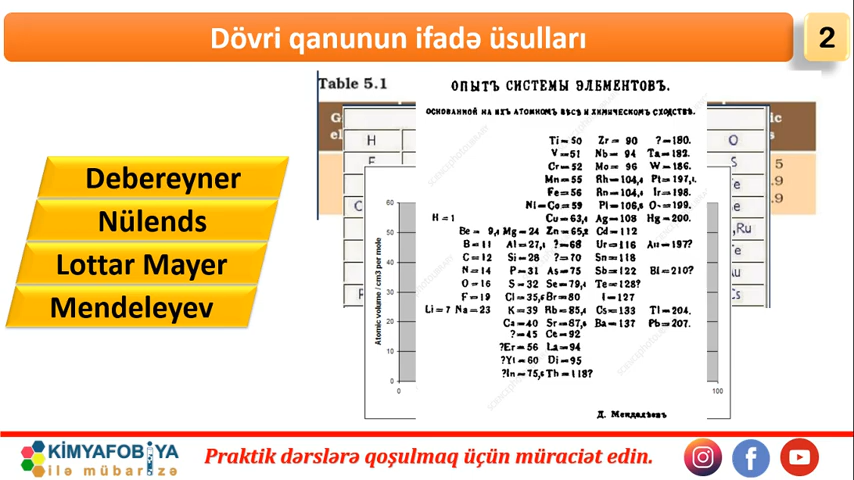 Dövri qanunun ifadə üsulları
2
Debereyner
Nülends
Lottar Mayer
Mendeleyev
Table 5.1
ОПЫТЪ СИСТЕМЫ ЭЛЕМЕНТОВЪ.
ОСНОВАННОЙ НА ИХЪ АТОМНОМЪ ВѢСѢ И ХИМИЧЕСКОМЪ СХОДСТВѢ.
Ti = 50 Zr = 90 ? = 180.
V = 51 Nb = 94 Ta = 182.
Cr = 52 Mo = 96 W = 186.
Mn = 55 Rh = 104,4 Pt = 197,1.
Fe = 56 Rn = 104,4 Ir = 198.
Ni = Co = 59 Pl = 106,6 O- = 199.
H = 1 Cu = 63,4 Ag = 108 Hg = 200.
Be = 9,4 Mg = 24 Zn = 65,2 Cd = 112
B = 11 Al = 27,1 ? = 68 Ur = 116 Au = 197?
C = 12 Si = 28 ? = 70 Sn = 118
N = 14 P = 31 As = 75 Sb = 122 Bi = 210?
O = 16 S = 32 Se = 79,4 Te = 128?
F = 19 Cl = 35,5 Br = 80 I = 127
Li = 7 Na = 23 K = 39 Rb = 85,4 Cs = 133 Tl = 204.
Ca = 40 Sr = 87,6 Ba = 137 Pb = 207.
? = 45 Ce = 92
?Er = 56 La = 94
?Yt = 60 Di = 95
?In = 75,6 Th = 118?
Д. Менделѣевъ
H
O
S
,Ru
Cs
5
.9
.9
Atomic volume / cm3 per mole
60
50
40
30
20
10
0
0
100
KİMYAFOBİYA
ilə mübarizə
Praktik dərslərə qoşulmaq üçün müraciət edin.